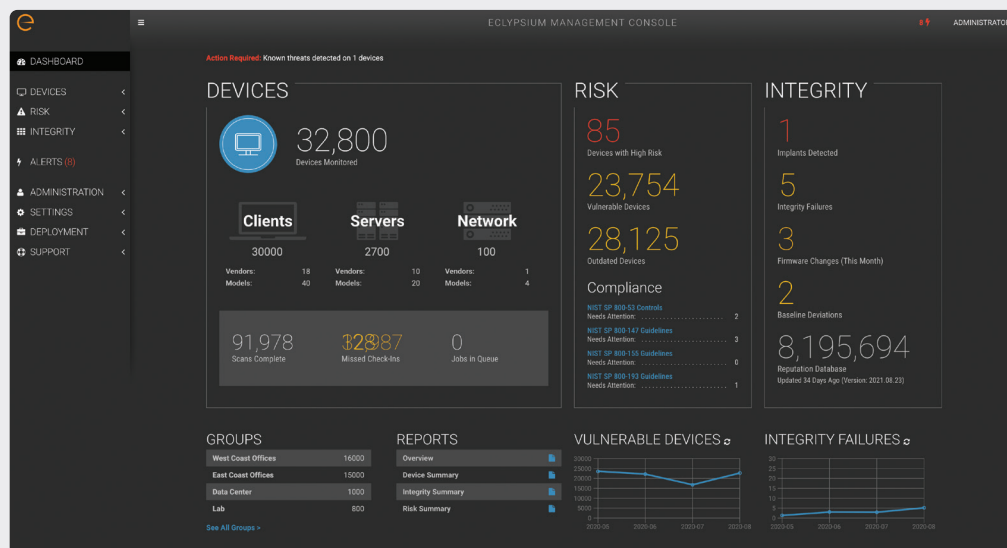 ECLYPSIUM MANAGEMENT CONSOLE
8
ADMINISTRATOR
DASHBOARD
DEVICES
RISK
INTEGRITY
ALERTS (8)
ADMINISTRATION
SETTINGS
DEPLOYMENT
SUPPORT
Action Required: Known threats detected on 1 devices
DEVICES
32,800
Devices Monitored
Clients
30000
Vendors: 18
Models: 40
Servers
2700
Vendors: 10
Models: 20
Network
100
Vendors: 1
Models: 4
91,978
Scans Complete
Missed Check-Ins
0
Jobs in Queue
RISK
85
Devices with High Risk
23,754
Vulnerable Devices
28,125
Outdated Devices
Compliance
NIST SP 800-53 Controls
Needs Attention: 2
NIST SP 800-147 Guidelines
Needs Attention: 3
NIST SP 800-155 Guidelines
Needs Attention: 0
NIST SP 800-193 Guidelines
Needs Attention: 1
INTEGRITY
1
Implants Detected
5
Integrity Failures
3
Firmware Changes (This Month)
2
Baseline Deviations
8,195,694
Reputation Database
Updated 34 Days Ago (Version: 2021.08.23)
GROUPS
West Coast Offices 16000
East Coast Offices 15000
Data Center 1000
Lab 800
See All Groups >
REPORTS
Overview
Device Summary
Integrity Summary
Risk Summary
VULNERABLE DEVICES
30000
25000
20000
15000
10000
5000
0
2020-05 2020-06 2020-07 2020-08
INTEGRITY FAILURES
30
25
20
15
10
5
0
2020-05 2020-06 2020-07 2020-08